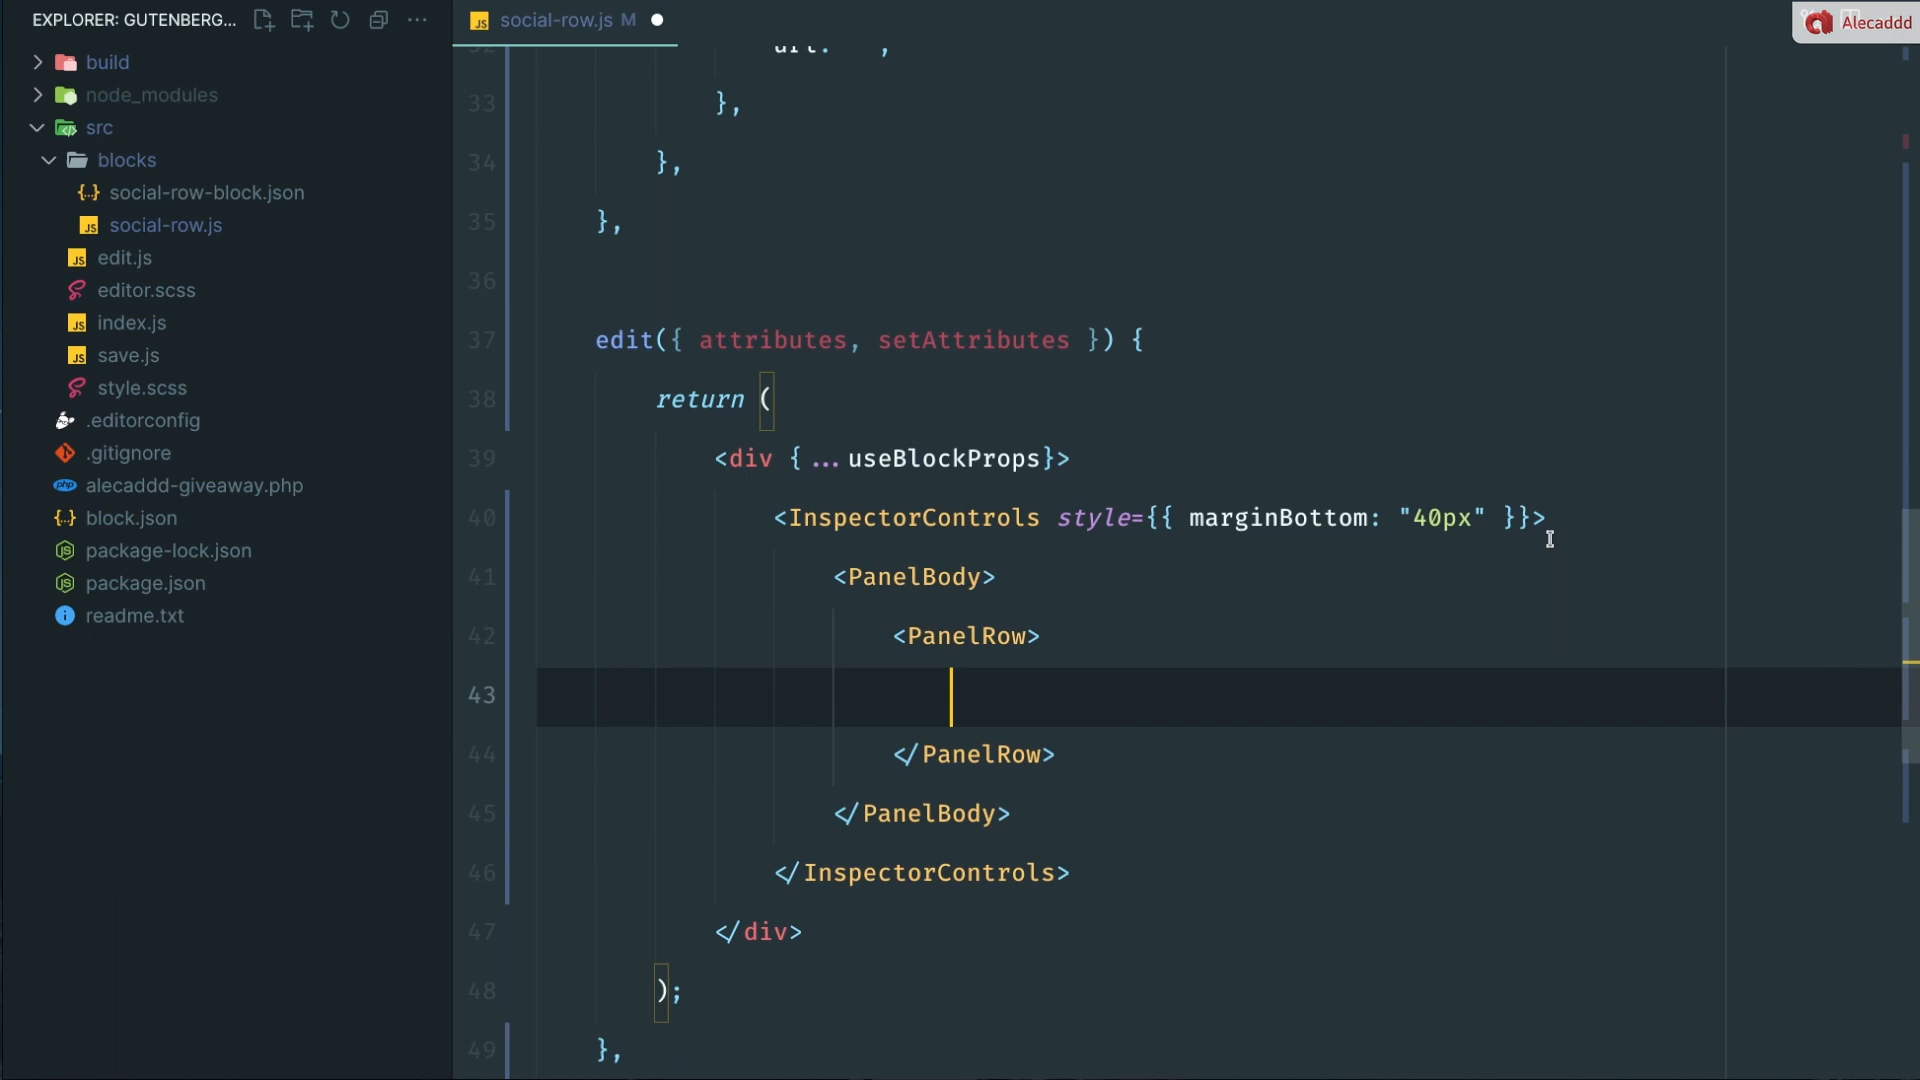 EXPLORER: GUTENBERG...
build
node_modules
src
blocks
social-row-block.json
social-row.js
edit.js
editor.scss
index.js
save.js
style.scss
.editorconfig
.gitignore
alecaddd-giveaway.php
block.json
package-lock.json
package.json
readme.txt
social-row.js M
Alecaddd
33 },
34 },
35 },
36
37 edit({ attributes, setAttributes }) {
38 return (
39 <div {...useBlockProps}>
40 <InspectorControls style={{ marginBottom: "40px" }}>
41 <PanelBody>
42 <PanelRow>
43
44 </PanelRow>
45 </PanelBody>
46 </InspectorControls>
47 </div>
48 );
49 },